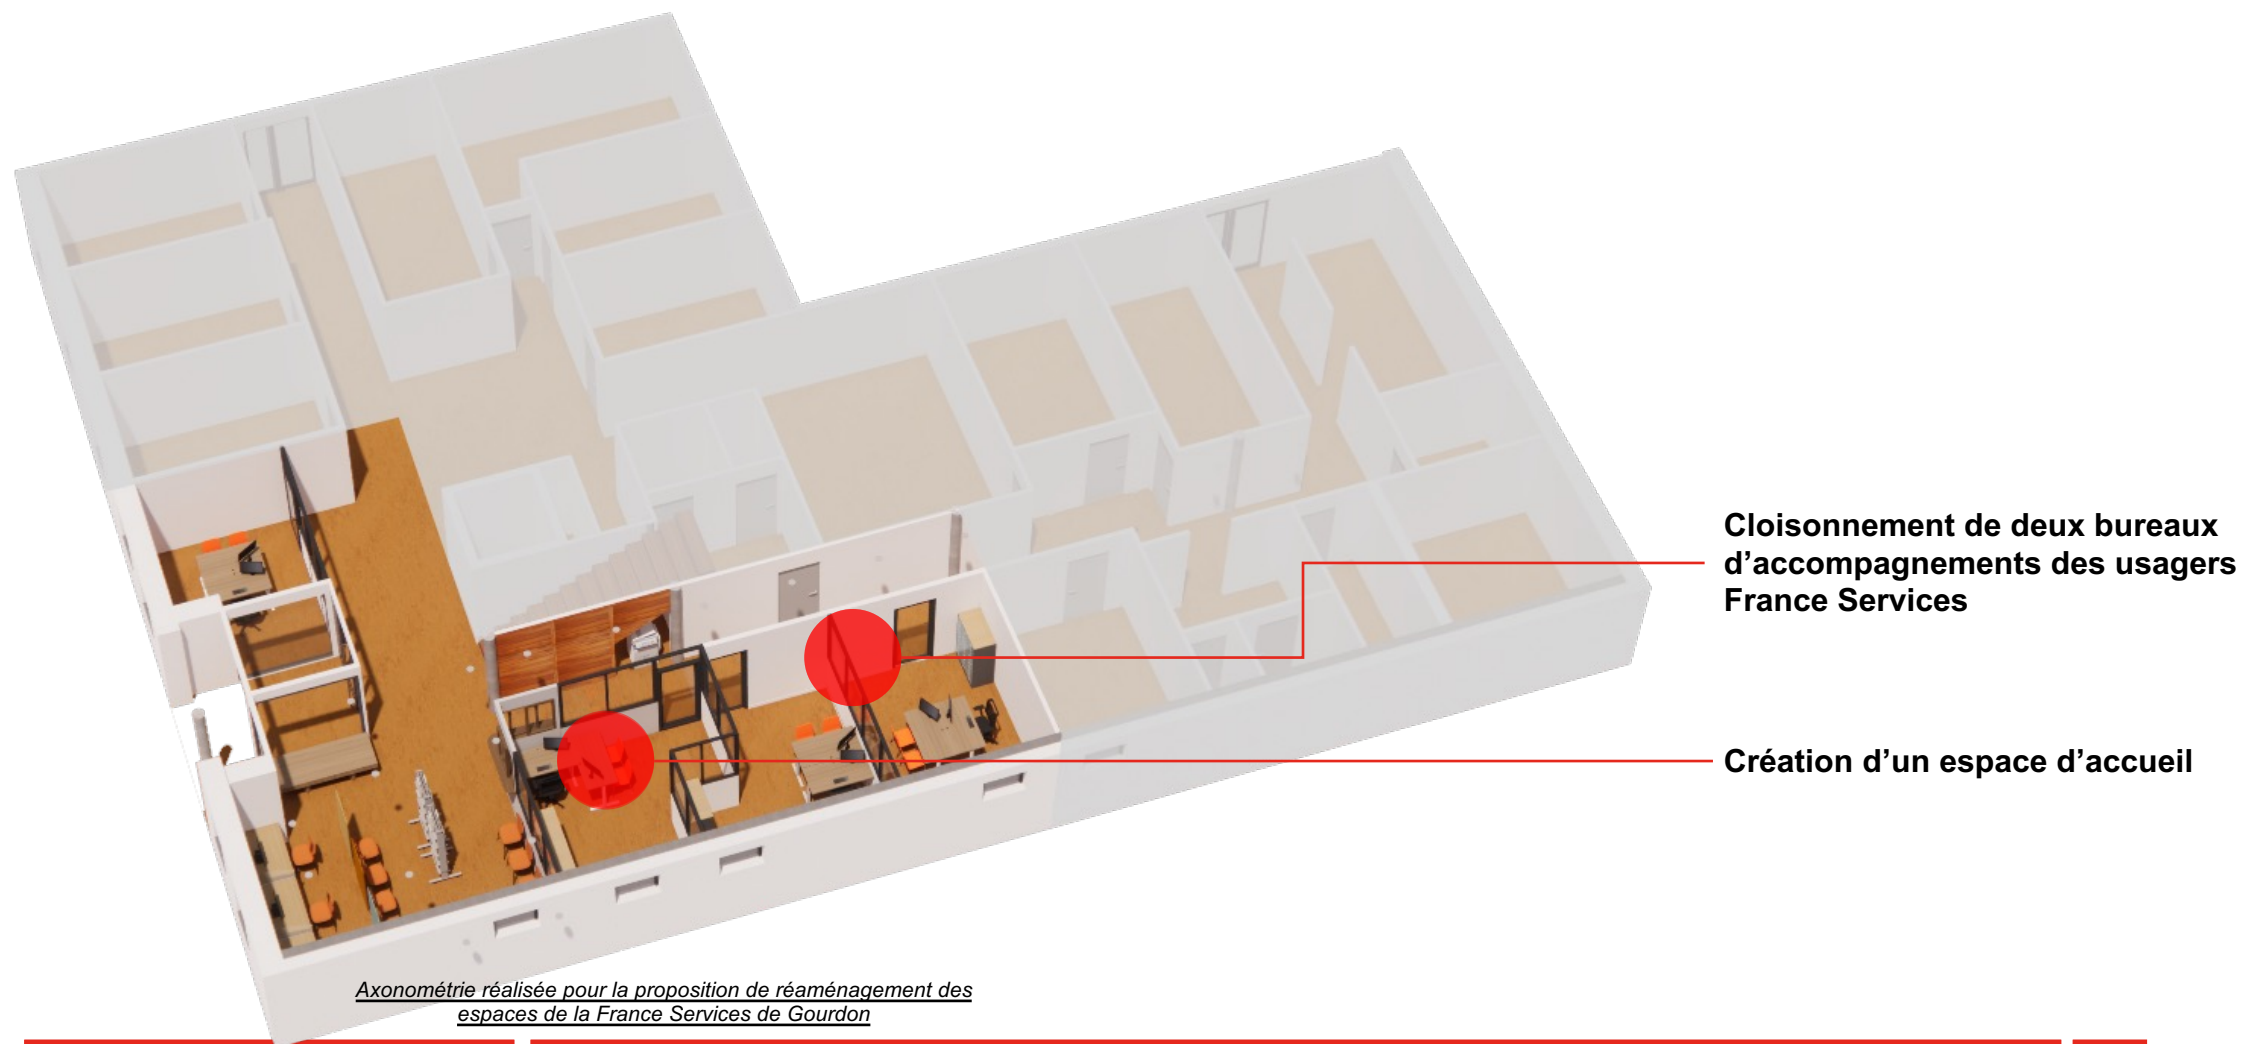 Cloisonnement de deux bureaux
d’accompagnements des usagers
France Services
Création d’un espace d’accueil
Axonométrie réalisée pour la proposition de réaménagement des
espaces de la France Services de Gourdon